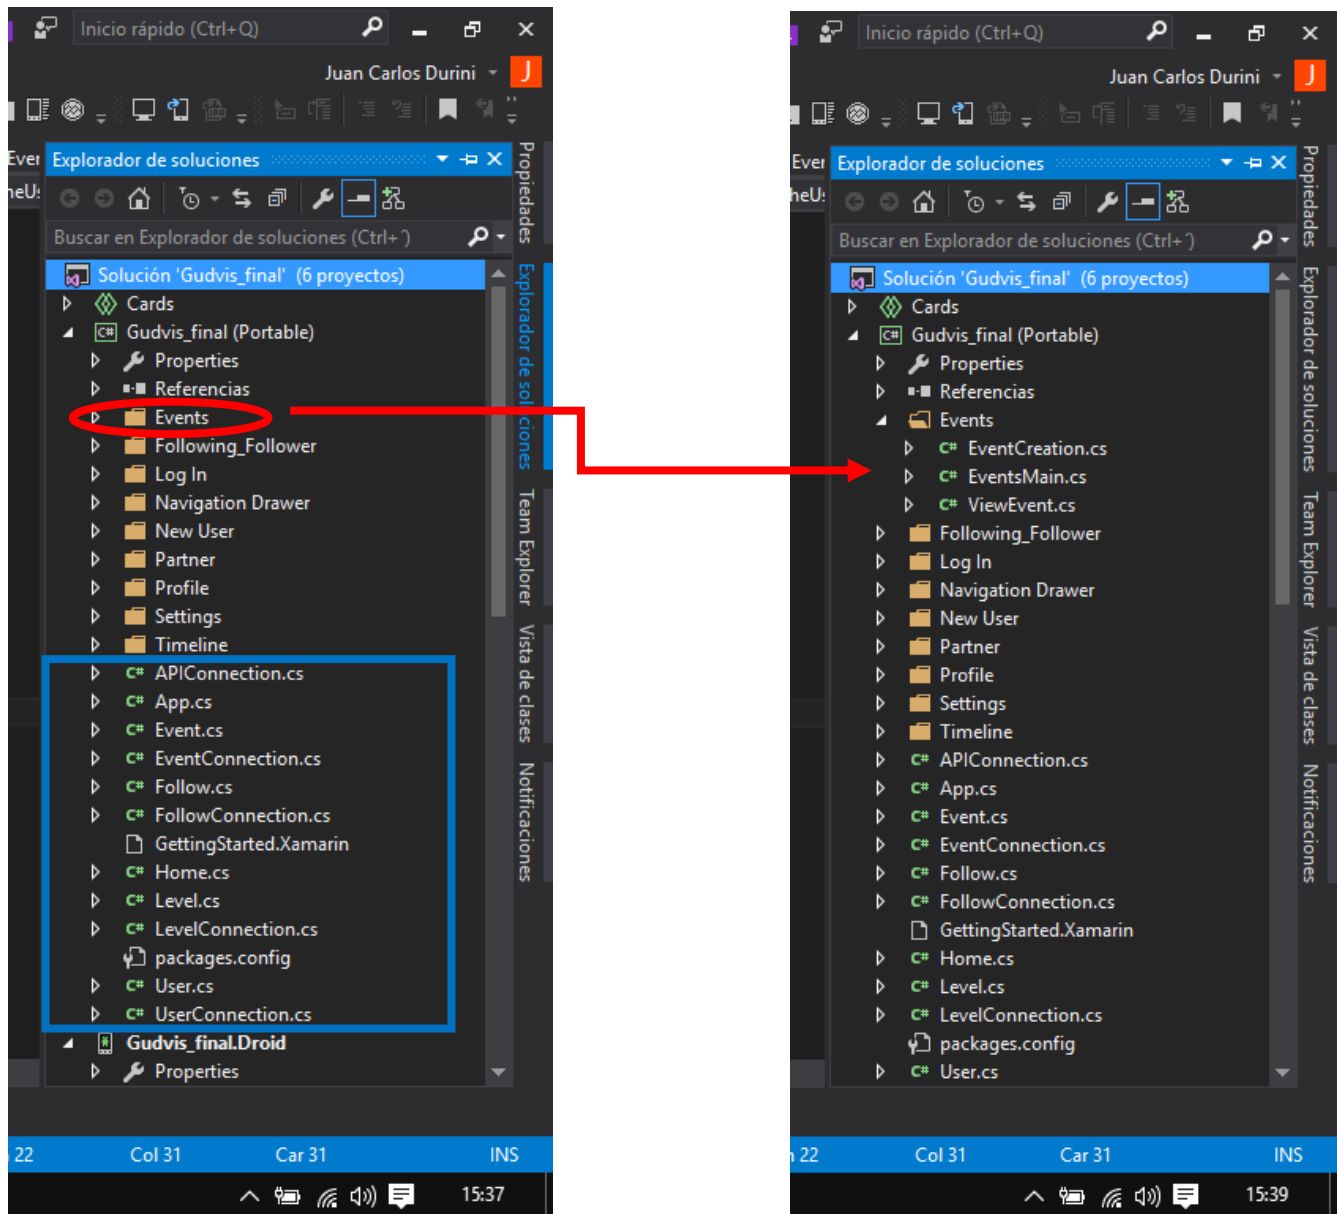 Inicio rápido (Ctrl+Q)
Juan Carlos Durini
J
Explorador de soluciones
Buscar en Explorador de soluciones (Ctrl+´)
Solución 'Gudvis_final' (6 proyectos)
Cards
C# Gudvis_final (Portable)
Properties
Referencias
Events
Following_Follower
Log In
Navigation Drawer
New User
Partner
Profile
Settings
Timeline
C# APIConnection.cs
C# App.cs
C# Event.cs
C# EventConnection.cs
C# Follow.cs
C# FollowConnection.cs
GettingStarted.Xamarin
C# Home.cs
C# Level.cs
C# LevelConnection.cs
packages.config
C# User.cs
C# UserConnection.cs
Gudvis_final.Droid
Properties
Propiedades
Explorador de soluciones
Team Explorer
Vista de clases
Notificaciones
22 Col 31 Car 31 INS
15:37
Inicio rápido (Ctrl+Q)
Juan Carlos Durini
J
Explorador de soluciones
Buscar en Explorador de soluciones (Ctrl+´)
Solución 'Gudvis_final' (6 proyectos)
Cards
C# Gudvis_final (Portable)
Properties
Referencias
Events
C# EventCreation.cs
C# EventsMain.cs
C# ViewEvent.cs
Following_Follower
Log In
Navigation Drawer
New User
Partner
Profile
Settings
Timeline
C# APIConnection.cs
C# App.cs
C# Event.cs
C# EventConnection.cs
C# Follow.cs
C# FollowConnection.cs
GettingStarted.Xamarin
C# Home.cs
C# Level.cs
C# LevelConnection.cs
packages.config
C# User.cs
Propiedades
Explorador de soluciones
Team Explorer
Vista de clases
Notificaciones
22 Col 31 Car 31 INS
15:39